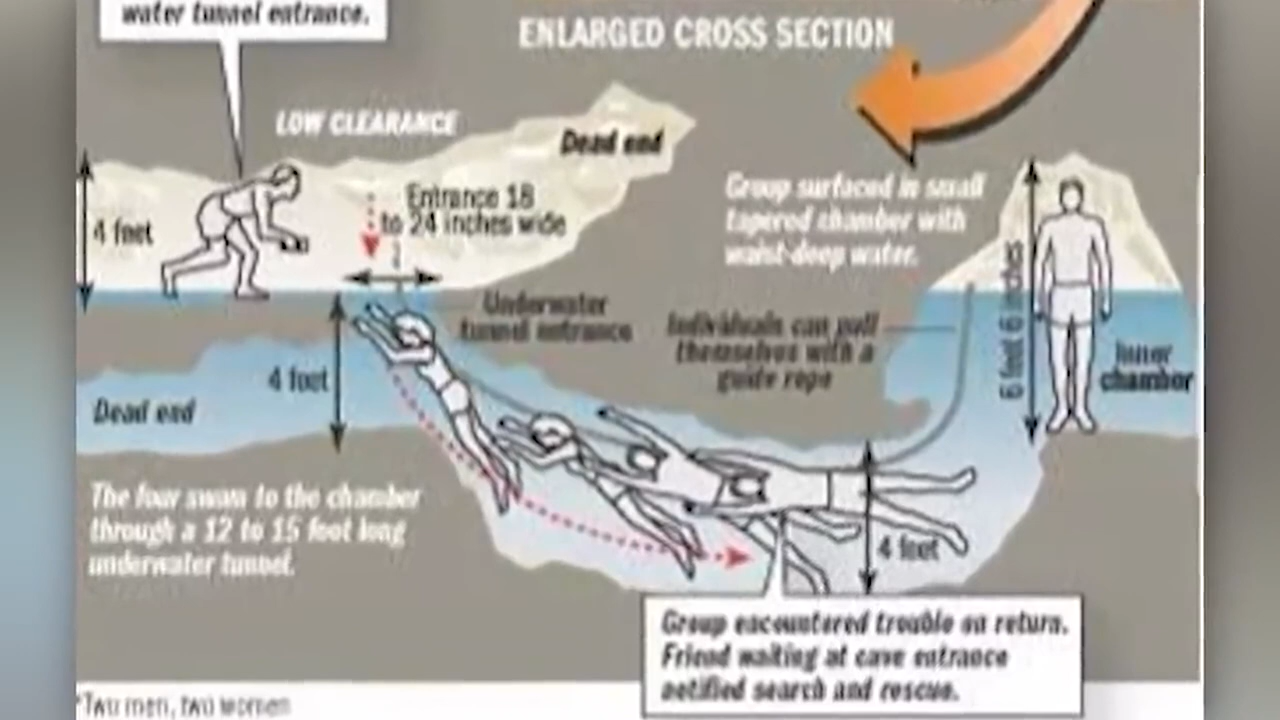 water tunnel entrance.
ENLARGED CROSS SECTION
LOW CLEARANCE
Dead end
4 feet
Entrance 18
to 24 inches wide
Group surfaced in small
tapered chamber with
waist-deep water.
Underwater
tunnel entrance
Individuals can pull
themselves with a
guide rope
6 feet 6 inches
Inner
chamber
4 feet
Dead end
The four swam to the chamber
through a 12 to 15 foot long
underwater tunnel.
4 feet
Group encountered trouble on return.
Friend waiting at cave entrance
notified search and rescue.
*Two men, two women